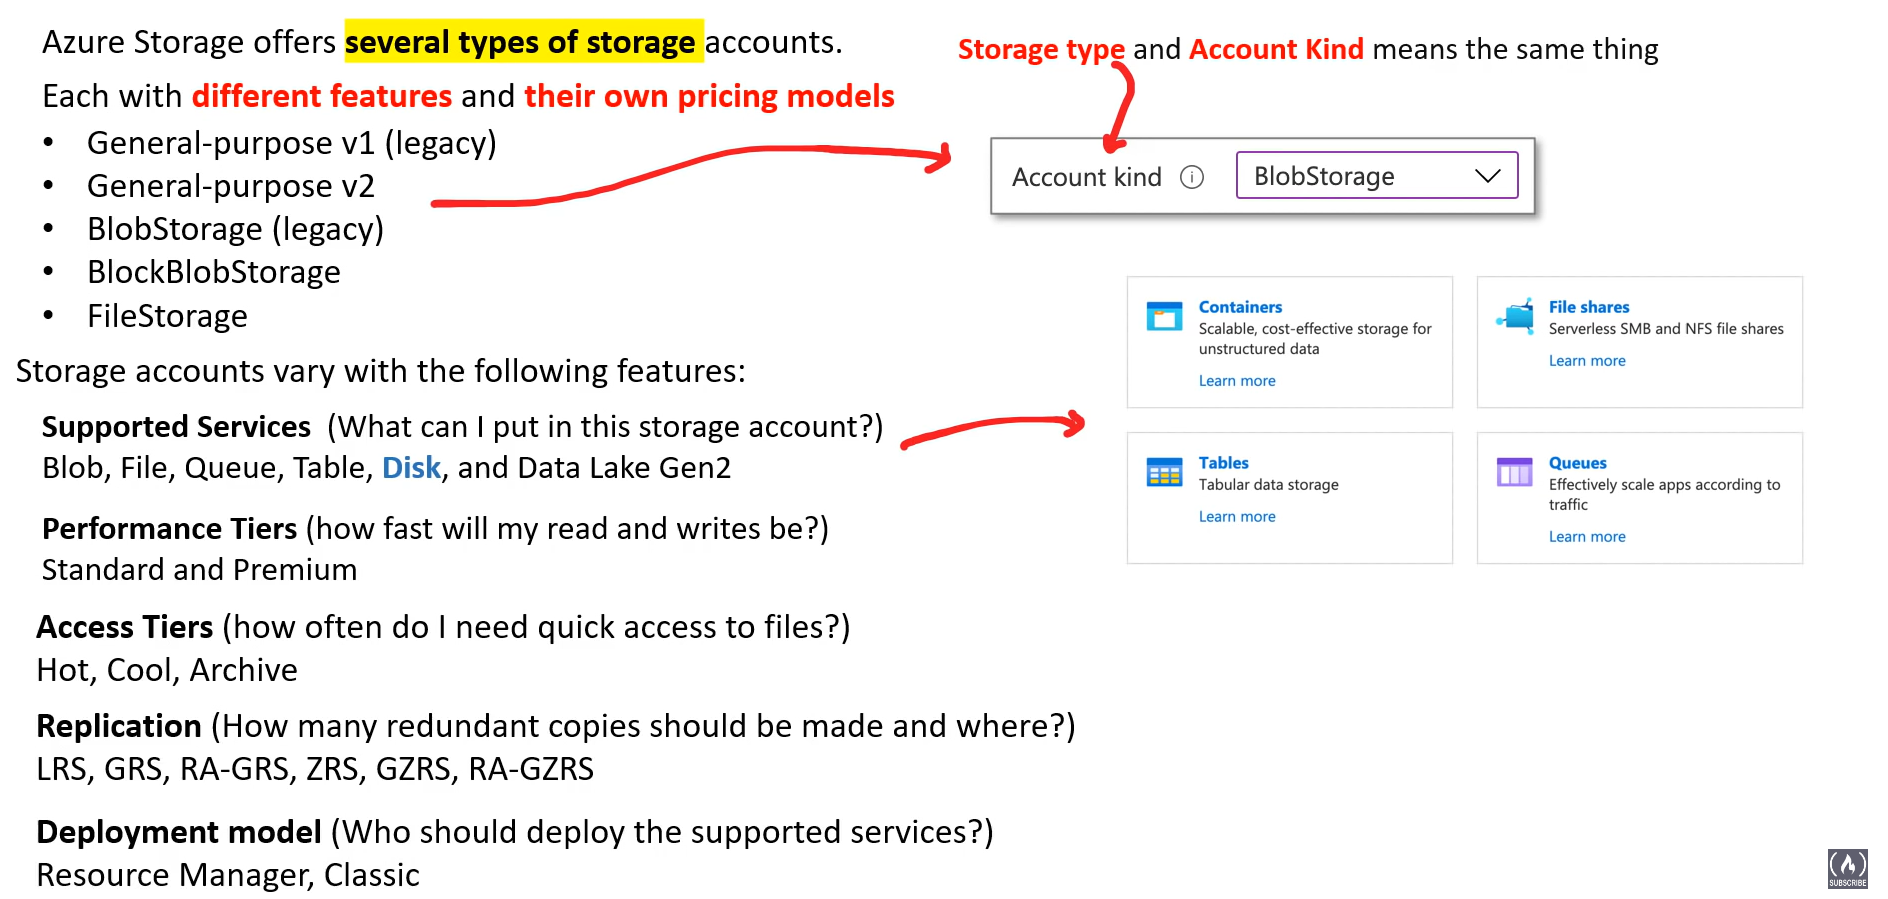 Azure Storage offers several types of storage accounts.
Each with different features and their own pricing models
• General-purpose v1 (legacy)
• General-purpose v2
• BlobStorage (legacy)
• BlockBlobStorage
• FileStorage
Storage type and Account Kind means the same thing
Account kind
BlobStorage
Storage accounts vary with the following features:
Supported Services (What can I put in this storage account?)
Blob, File, Queue, Table, Disk, and Data Lake Gen2
Performance Tiers (how fast will my read and writes be?)
Standard and Premium
Access Tiers (how often do I need quick access to files?)
Hot, Cool, Archive
Replication (How many redundant copies should be made and where?)
LRS, GRS, RA-GRS, ZRS, GZRS, RA-GZRS
Deployment model (Who should deploy the supported services?)
Resource Manager, Classic
Containers
Scalable, cost-effective storage for
unstructured data
Learn more
File shares
Serverless SMB and NFS file shares
Learn more
Tables
Tabular data storage
Learn more
Queues
Effectively scale apps according to
traffic
Learn more
SUBSCRIBE